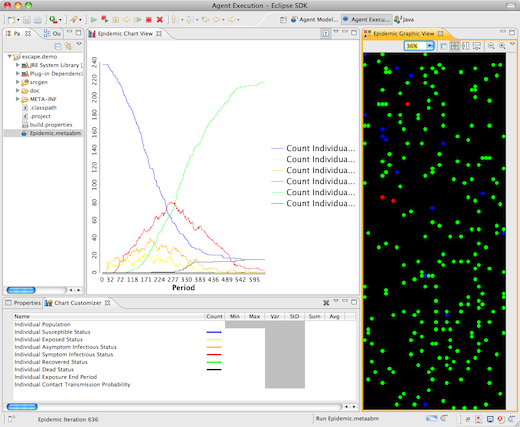 Agent Execution – Eclipse SDK
Agent Model...
Agent Execu...
Java
Pa
Ou
Epidemic Chart View
Epidemic Graphic View
36%
escape.demo
JRE System Library [
Plug-in Dependenci
srcgen
doc
META-INF
.classpath
.project
build.properties
Epidemic.metaabm
240
220
200
180
160
140
120
100
80
60
40
20
0
0 32 72 118 171 224 277 330 383 436 489 542 595
Period
Count Individua...
Count Individua...
Count Individua...
Count Individua...
Count Individua...
Count Individua...
Properties
Chart Customizer
Name Count Min Max Var StD Sum Avg
Individual Population
Individual Susceptible Status
Individual Exposed Status
Individual Asymptom Infectious Status
Individual Symptom Infectious Status
Individual Recovered Status
Individual Dead Status
Individual Exposure End Period
Individual Contact Transmission Probability
Epidemic Iteration 636
Run Epidemic.metaabm